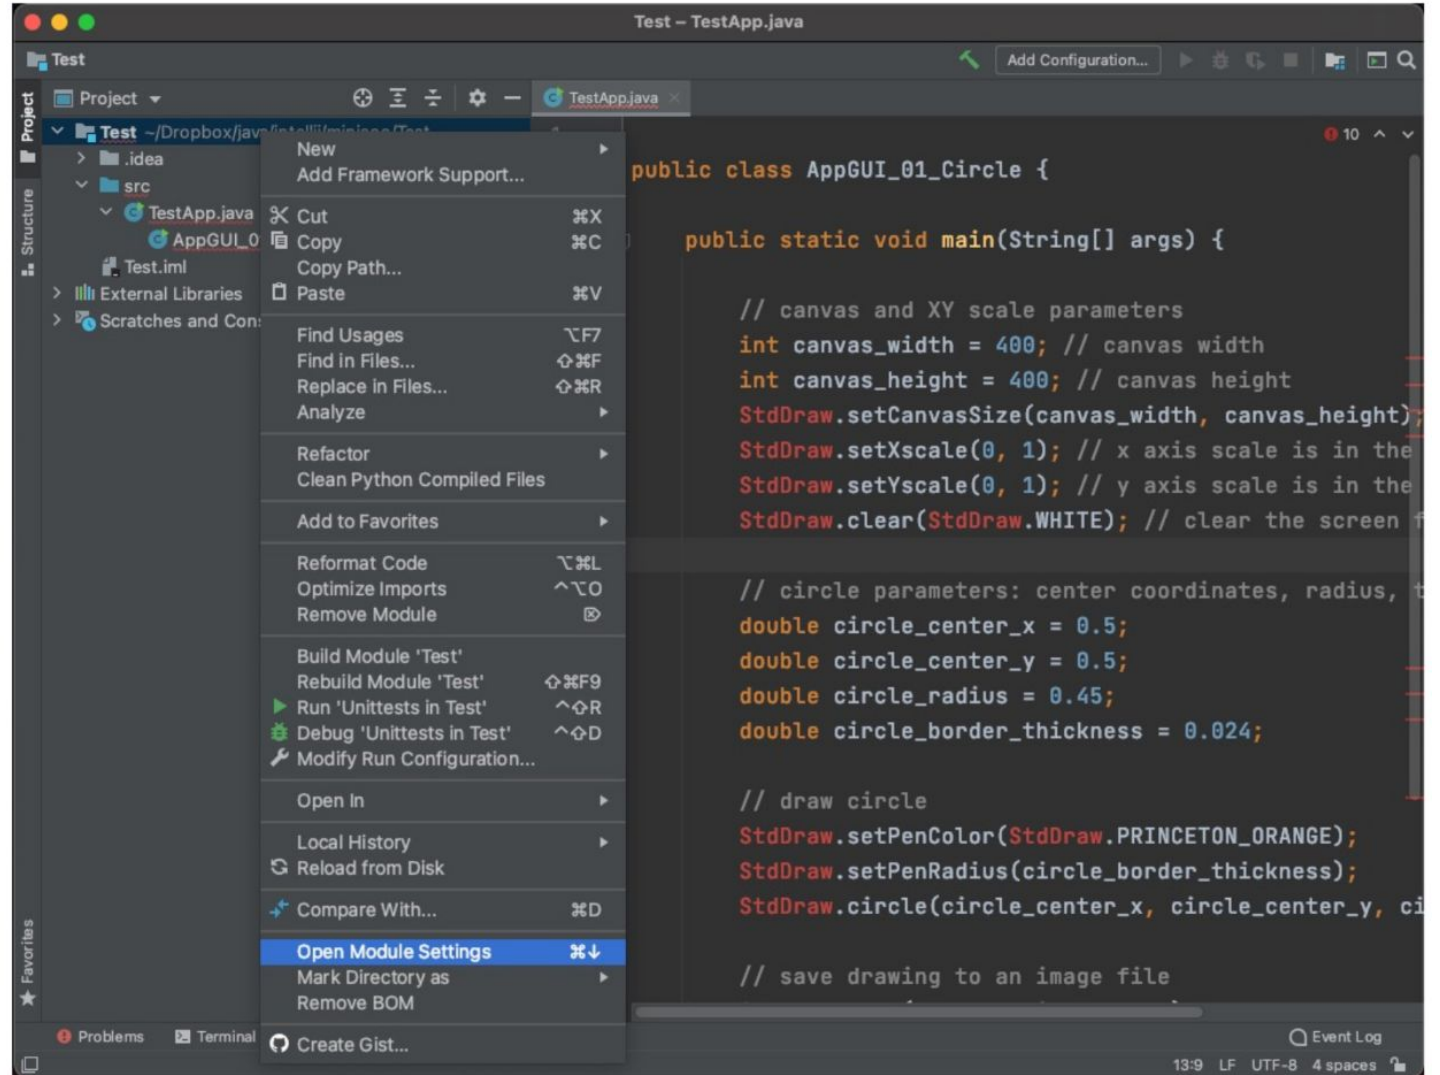 Test – TestApp.java
Test
Add Configuration...
Project
Project
TestApp.java
Test ~/Dropbox/java/intellij/
10
.idea
src
TestApp.java
AppGUI_0
Test.iml
External Libraries
Scratches and Con
Structure
Favorites
New
Add Framework Support...
Cut ⌘X
Copy ⌘C
Copy Path...
Paste ⌘V
Find Usages ⌥F7
Find in Files... ⇧⌘F
Replace in Files... ⇧⌘R
Analyze
Refactor
Clean Python Compiled Files
Add to Favorites
Reformat Code ⌥⌘L
Optimize Imports ^⌥O
Remove Module ⌦
Build Module 'Test'
Rebuild Module 'Test' ⇧⌘F9
Run 'Unittests in Test' ^⇧R
Debug 'Unittests in Test' ^⇧D
Modify Run Configuration...
Open In
Local History
Reload from Disk
Compare With... ⌘D
Open Module Settings ⌘↓
Mark Directory as
Remove BOM
Create Gist...
public class AppGUI_01_Circle {
public static void main(String[] args) {
// canvas and XY scale parameters
int canvas_width = 400; // canvas width
int canvas_height = 400; // canvas height
StdDraw.setCanvasSize(canvas_width, canvas_height);
StdDraw.setXscale(0, 1); // x axis scale is in the
StdDraw.setYscale(0, 1); // y axis scale is in the
StdDraw.clear(StdDraw.WHITE); // clear the screen f
// circle parameters: center coordinates, radius, t
double circle_center_x = 0.5;
double circle_center_y = 0.5;
double circle_radius = 0.45;
double circle_border_thickness = 0.024;
// draw circle
StdDraw.setPenColor(StdDraw.PRINCETON_ORANGE);
StdDraw.setPenRadius(circle_border_thickness);
StdDraw.circle(circle_center_x, circle_center_y, ci
// save drawing to an image file
Problems
Terminal
Event Log
13:9 LF UTF-8 4 spaces